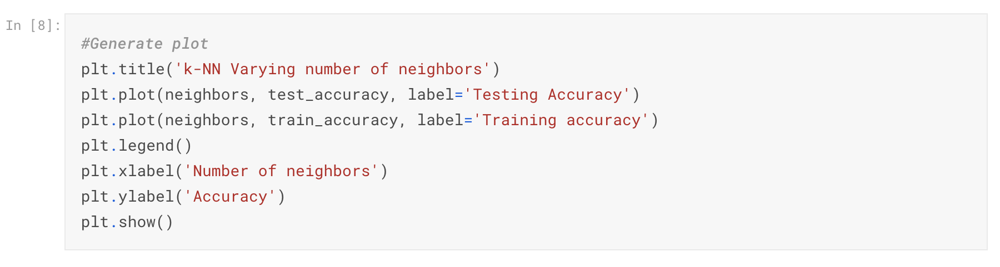 In [8]:
#Generate plot
plt.title('k-NN Varying number of neighbors')
plt.plot(neighbors, test_accuracy, label='Testing Accuracy')
plt.plot(neighbors, train_accuracy, label='Training accuracy')
plt.legend()
plt.xlabel('Number of neighbors')
plt.ylabel('Accuracy')
plt.show()